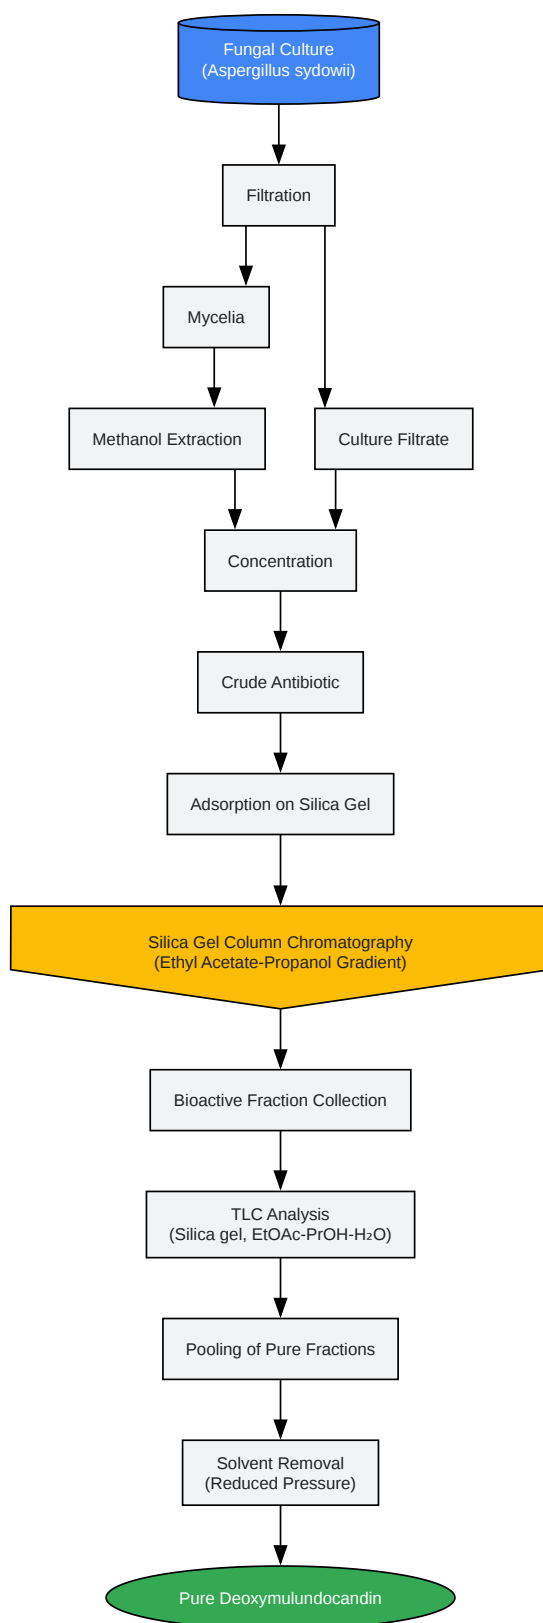 Fungal Culture
(Aspergillus sydowii)
Filtration
Mycelia
Methanol Extraction
Culture Filtrate
Concentration
Crude Antibiotic
Adsorption on Silica Gel
Silica Gel Column Chromatography
(Ethyl Acetate-Propanol Gradient)
Bioactive Fraction Collection
TLC Analysis
(Silica gel, EtOAc-PrOH-H₂O)
Pooling of Pure Fractions
Solvent Removal
(Reduced Pressure)
Pure Deoxymulundocandin